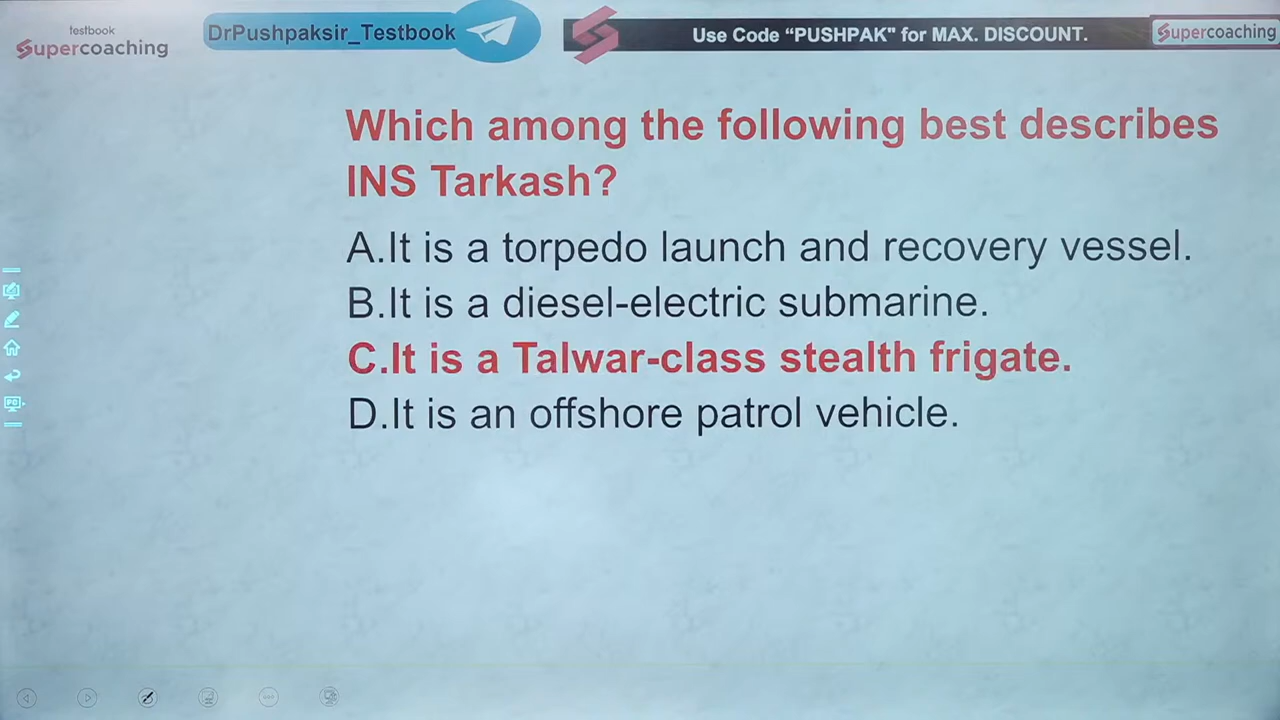 testbook
Supercoaching
DrPushpaksir_Testbook
Use Code “PUSHPAK" for MAX. DISCOUNT.
Supercoaching
Which among the following best describes
INS Tarkash?
A.It is a torpedo launch and recovery vessel.
B.It is a diesel-electric submarine.
C.It is a Talwar-class stealth frigate.
D.It is an offshore patrol vehicle.
PC